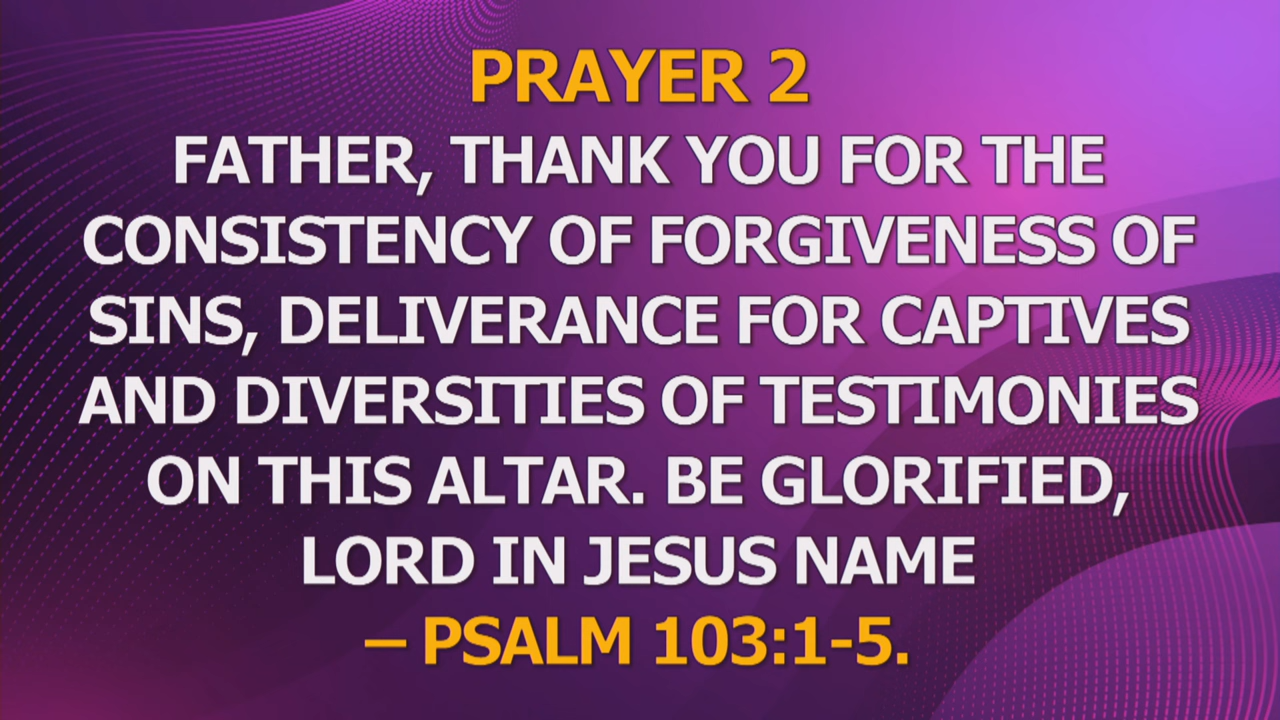 PRAYER 2
FATHER, THANK YOU FOR THE
CONSISTENCY OF FORGIVENESS OF
SINS, DELIVERANCE FOR CAPTIVES
AND DIVERSITIES OF TESTIMONIES
ON THIS ALTAR. BE GLORIFIED,
LORD IN JESUS NAME
– PSALM 103:1-5.